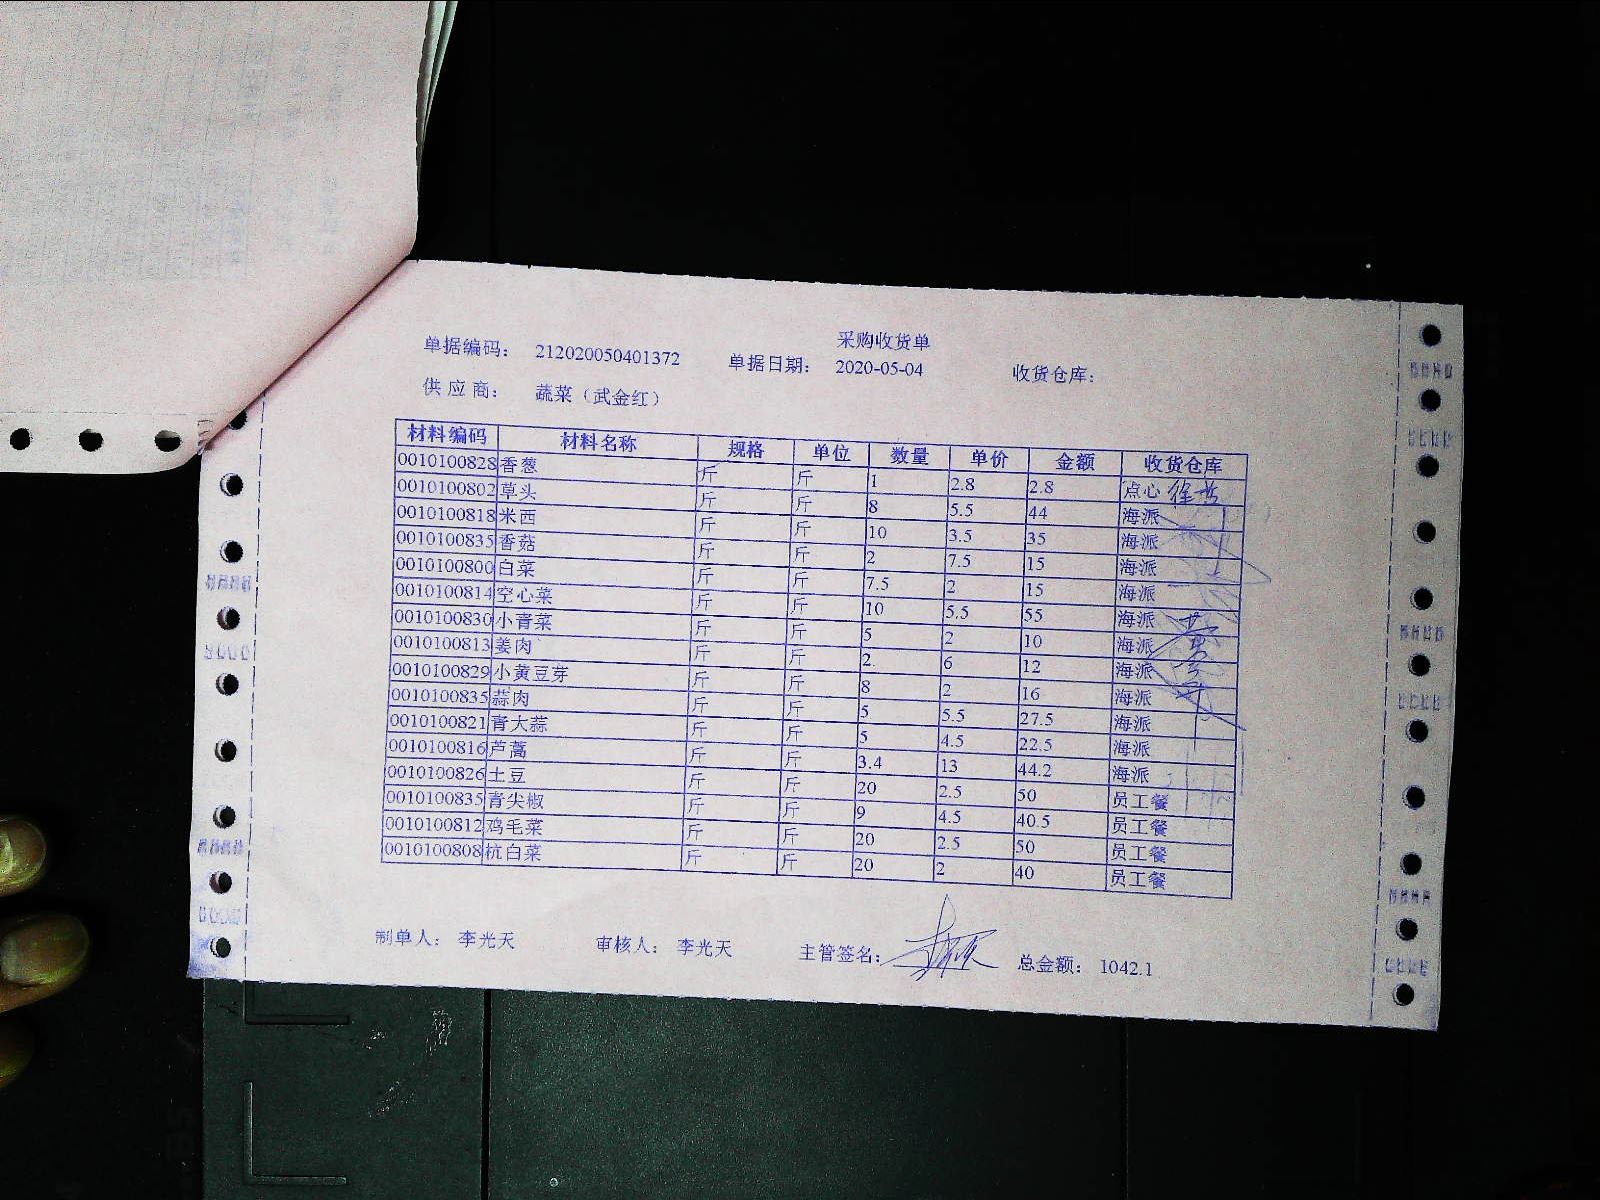 采购收货单
单据编码： 212020050401372 单据日期： 2020-05-04 收货仓库：
供应商： 蔬菜（武金红）
材料编码 材料名称 规格 单位 数量 单价 金额 收货仓库
0010100828 香葱 斤 斤 1 2.8 2.8 点心
0010100802 草头 斤 斤 8 5.5 44 海派
0010100818 米西 斤 斤 10 3.5 35 海派
0010100835 香菇 斤 斤 2 7.5 15 海派
0010100800 白菜 斤 斤 7.5 2 15 海派
0010100814 空心菜 斤 斤 10 5.5 55 海派
0010100830 小青菜 斤 斤 5 2 10 海派
0010100813 姜肉 斤 斤 2 6 12 海派
0010100829 小黄豆芽 斤 斤 8 2 16 海派
0010100835 蒜肉 斤 斤 5 5.5 27.5 海派
0010100821 青大蒜 斤 斤 5 4.5 22.5 海派
0010100816 芦蒿 斤 斤 3.4 13 44.2 海派
0010100826 土豆 斤 斤 20 2.5 50 员工餐
0010100835 青尖椒 斤 斤 9 4.5 40.5 员工餐
0010100812 鸡毛菜 斤 斤 20 2.5 50 员工餐
0010100808 杭白菜 斤 斤 20 2 40 员工餐
制单人： 李光天 审核人： 李光天 主管签名： 总金额： 1042.1